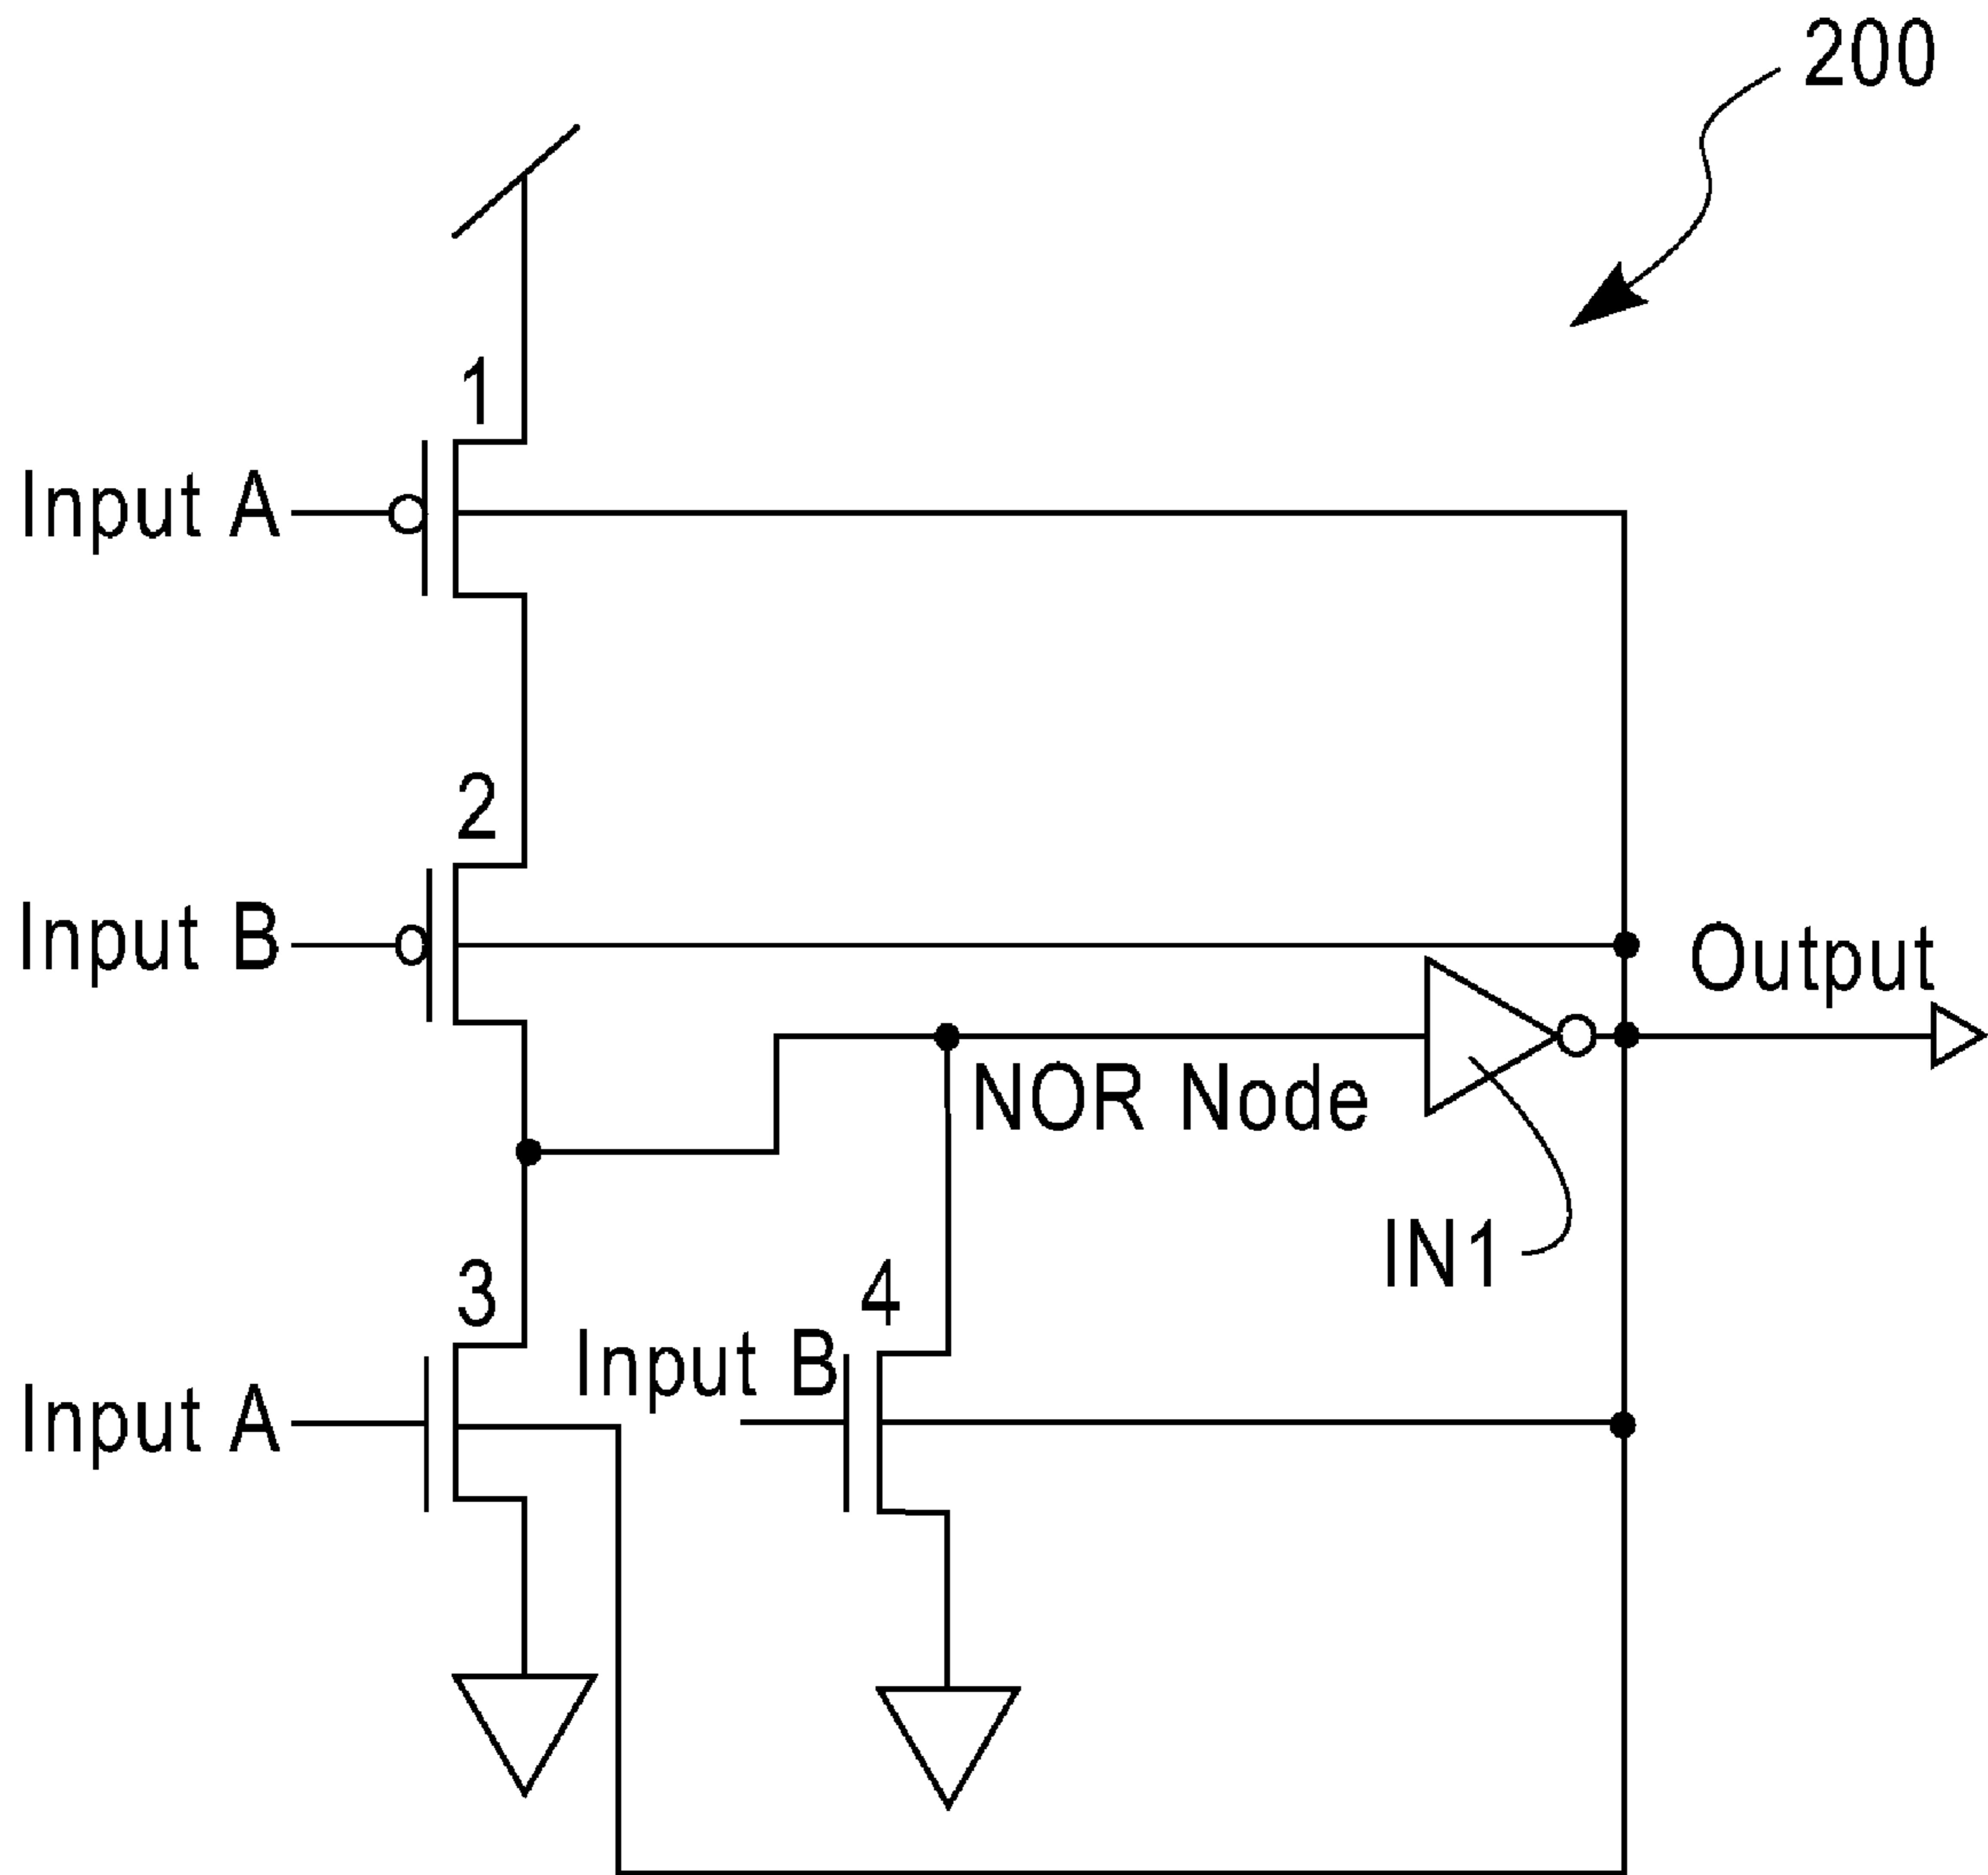 200
1
Input A
2
Input B
Output
NOR Node
IN1
3
4
Input B
Input A